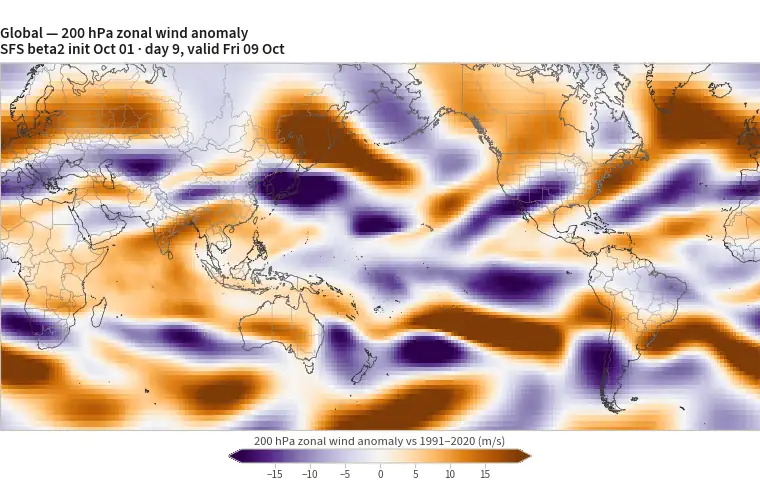 Global — 200 hPa zonal wind anomaly
SFS beta2 init Oct 01 · day 9, valid Fri 09 Oct
200 hPa zonal wind anomaly vs 1991–2020 (m/s)
−15 −10 −5 0 5 10 15